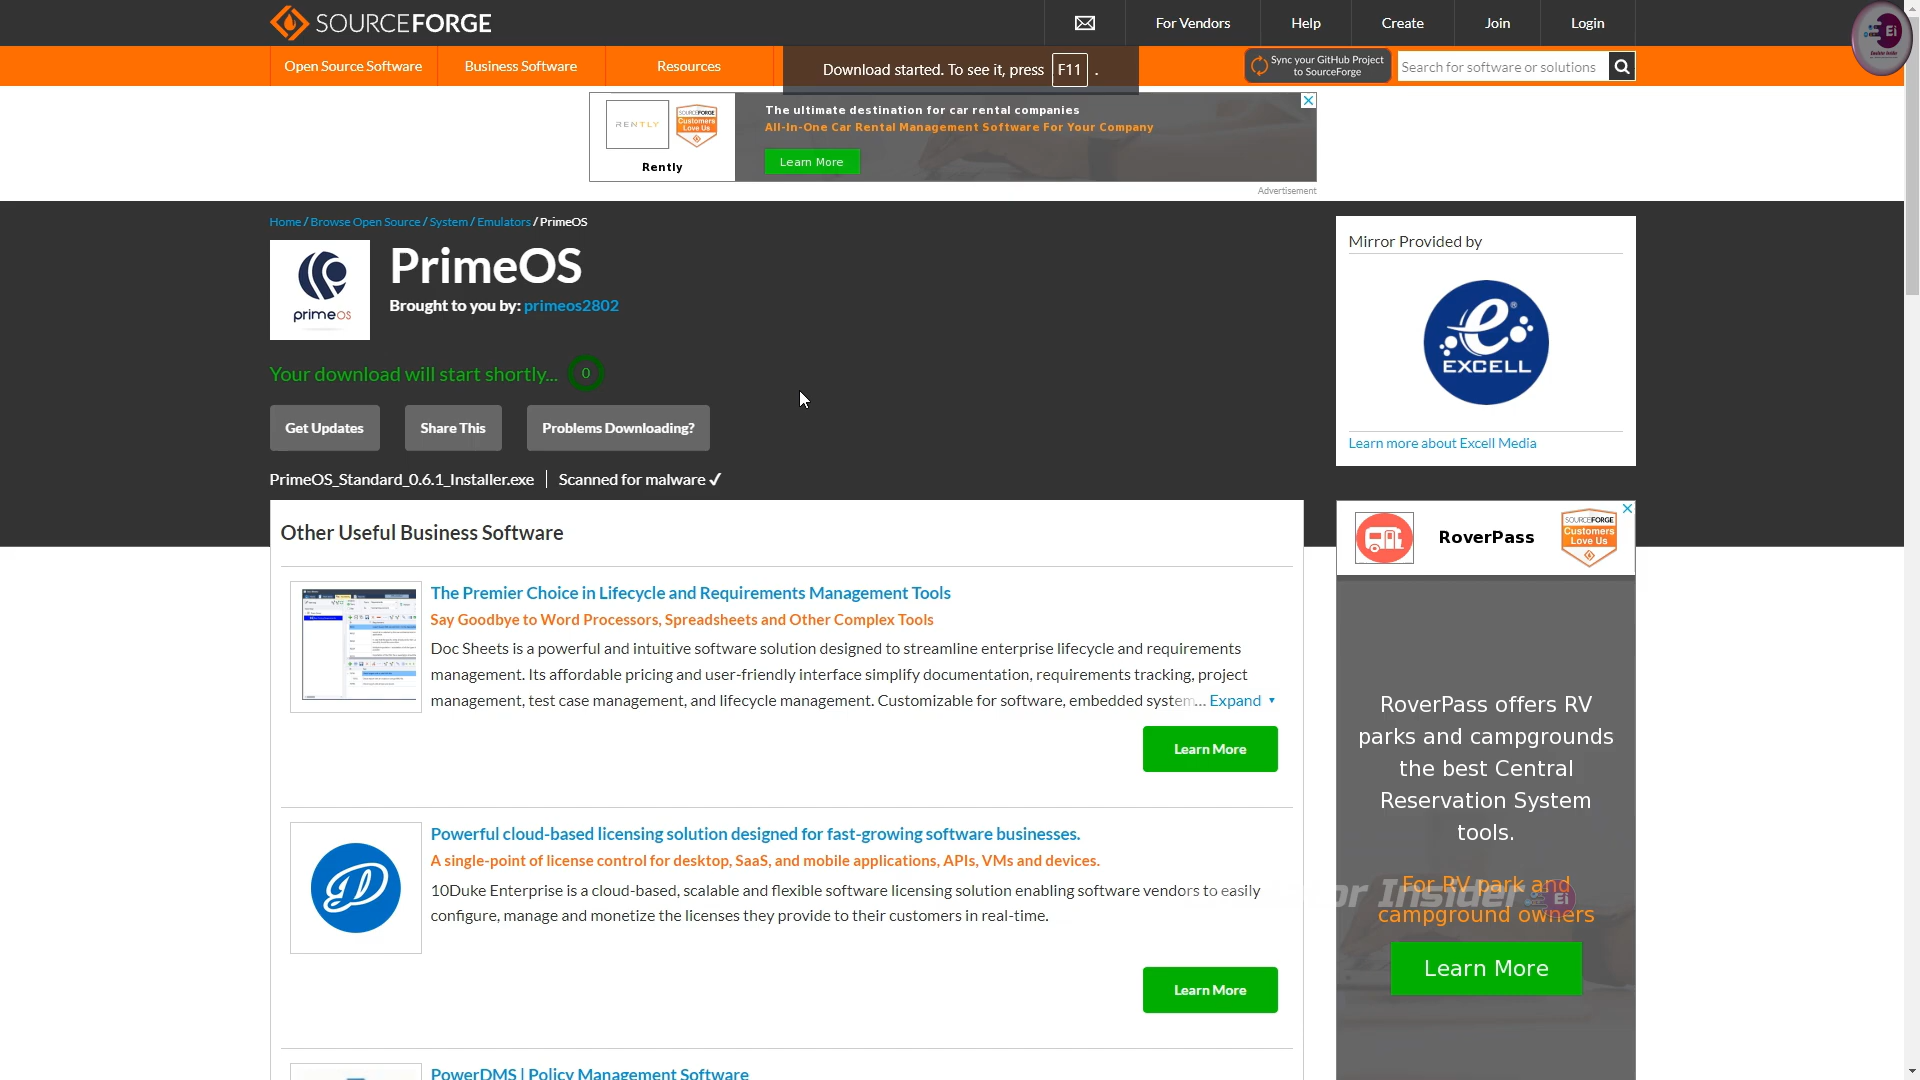 SOURCEFORGE
For Vendors
Help
Create
Join
Login
Ei
Open Source Software
Business Software
Resources
Download started. To see it, press F11 .
Sync your GitHub Project
to SourceForge
Search for software or solutions
RENTLY
SOURCEFORGE
Customers
Love Us
Rently
The ultimate destination for car rental companies
All-In-One Car Rental Management Software For Your Company
Learn More
Advertisement
Home / Browse Open Source / System / Emulators / PrimeOS
primeos
PrimeOS
Brought to you by: primeos2802
Your download will start shortly... 0
Get Updates
Share This
Problems Downloading?
PrimeOS_Standard_0.6.1_Installer.exe
Scanned for malware ✓
Mirror Provided by
EXCELL
Learn more about Excell Media
Other Useful Business Software
The Premier Choice in Lifecycle and Requirements Management Tools
Say Goodbye to Word Processors, Spreadsheets and Other Complex Tools
Doc Sheets is a powerful and intuitive software solution designed to streamline enterprise lifecycle and requirements
management. Its affordable pricing and user-friendly interface simplify documentation, requirements tracking, project
management, test case management, and lifecycle management. Customizable for software, embedded system... Expand
Learn More
Powerful cloud-based licensing solution designed for fast-growing software businesses.
A single-point of license control for desktop, SaaS, and mobile applications, APIs, VMs and devices.
10Duke Enterprise is a cloud-based, scalable and flexible software licensing solution enabling software vendors to easily
configure, manage and monetize the licenses they provide to their customers in real-time.
Learn More
PowerDMS | Policy Management Software
RoverPass
SOURCEFORGE
Customers
Love Us
RoverPass offers RV
parks and campgrounds
the best Central
Reservation System
tools.
For RV park and
campground owners
Learn More
Insider
Ei